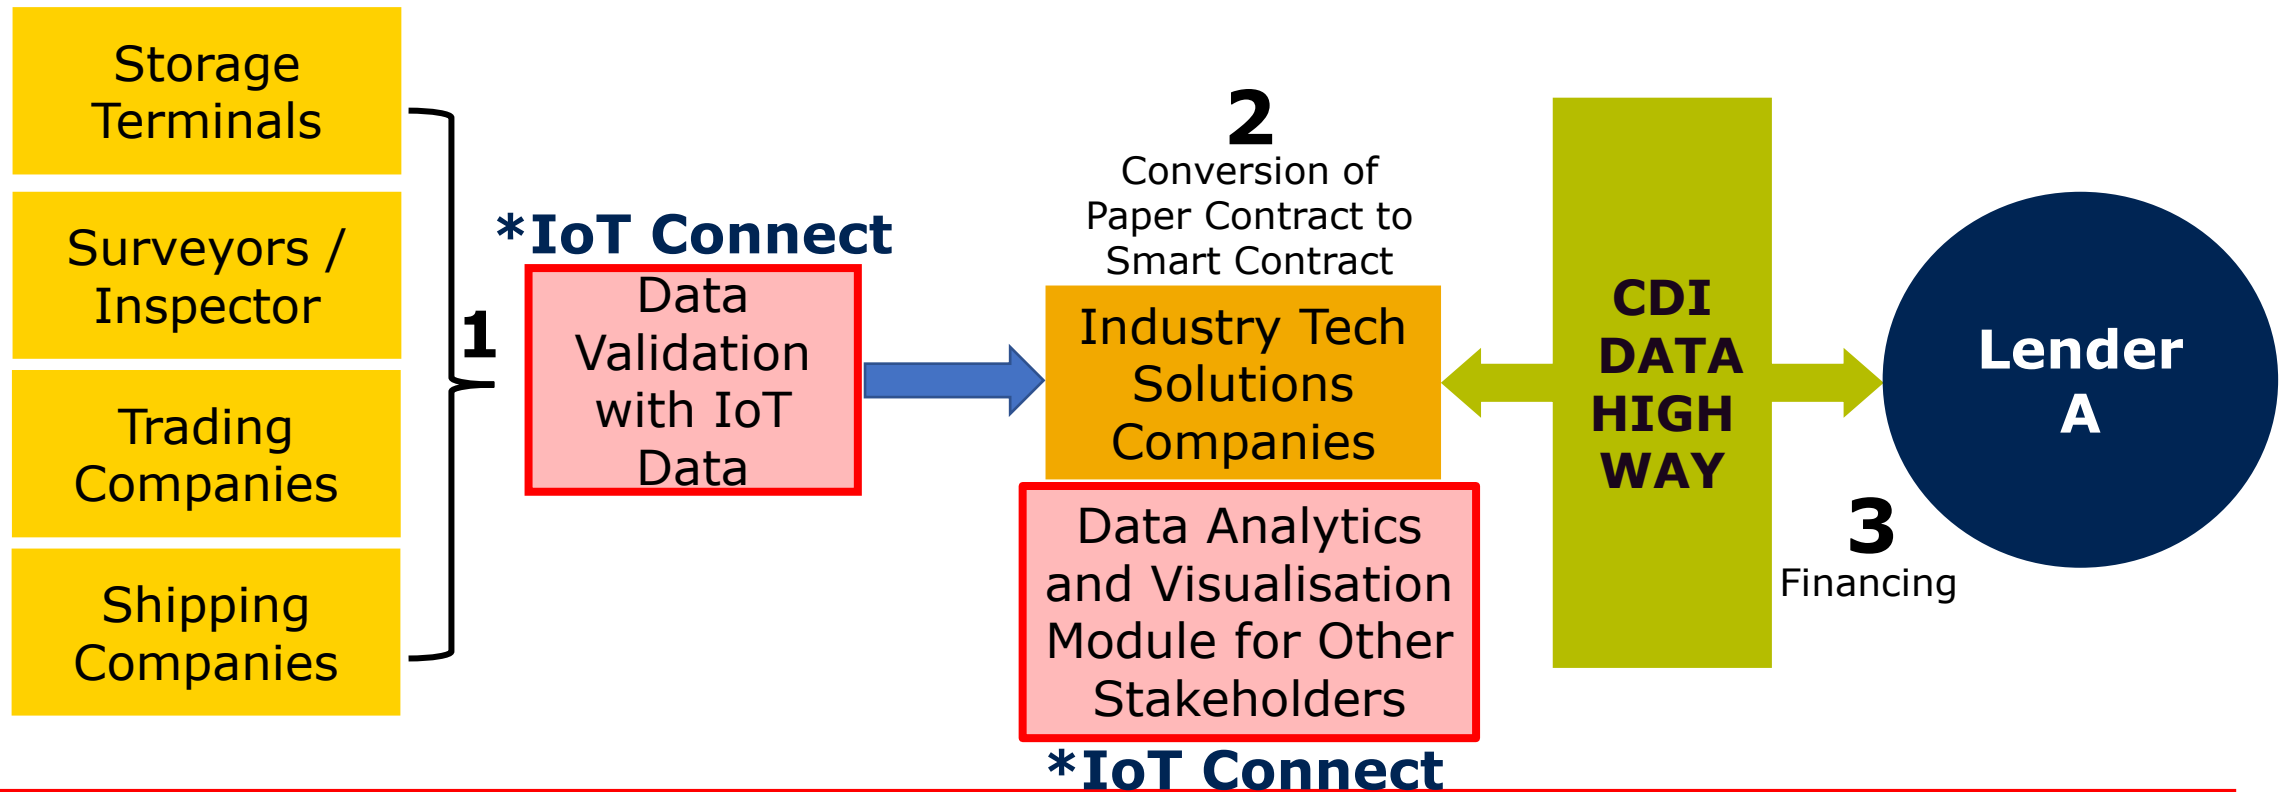 Storage
Terminals
Surveyors /
Inspector
Trading
Companies
Shipping
Companies
1
*IoT Connect
Data
Validation
with IoT
Data
2
Conversion of
Paper Contract to
Smart Contract
Industry Tech
Solutions
Companies
Data Analytics
and Visualisation
Module for Other
Stakeholders
*IoT Connect
CDI
DATA
HIGH
WAY
3
Financing
Lender
A